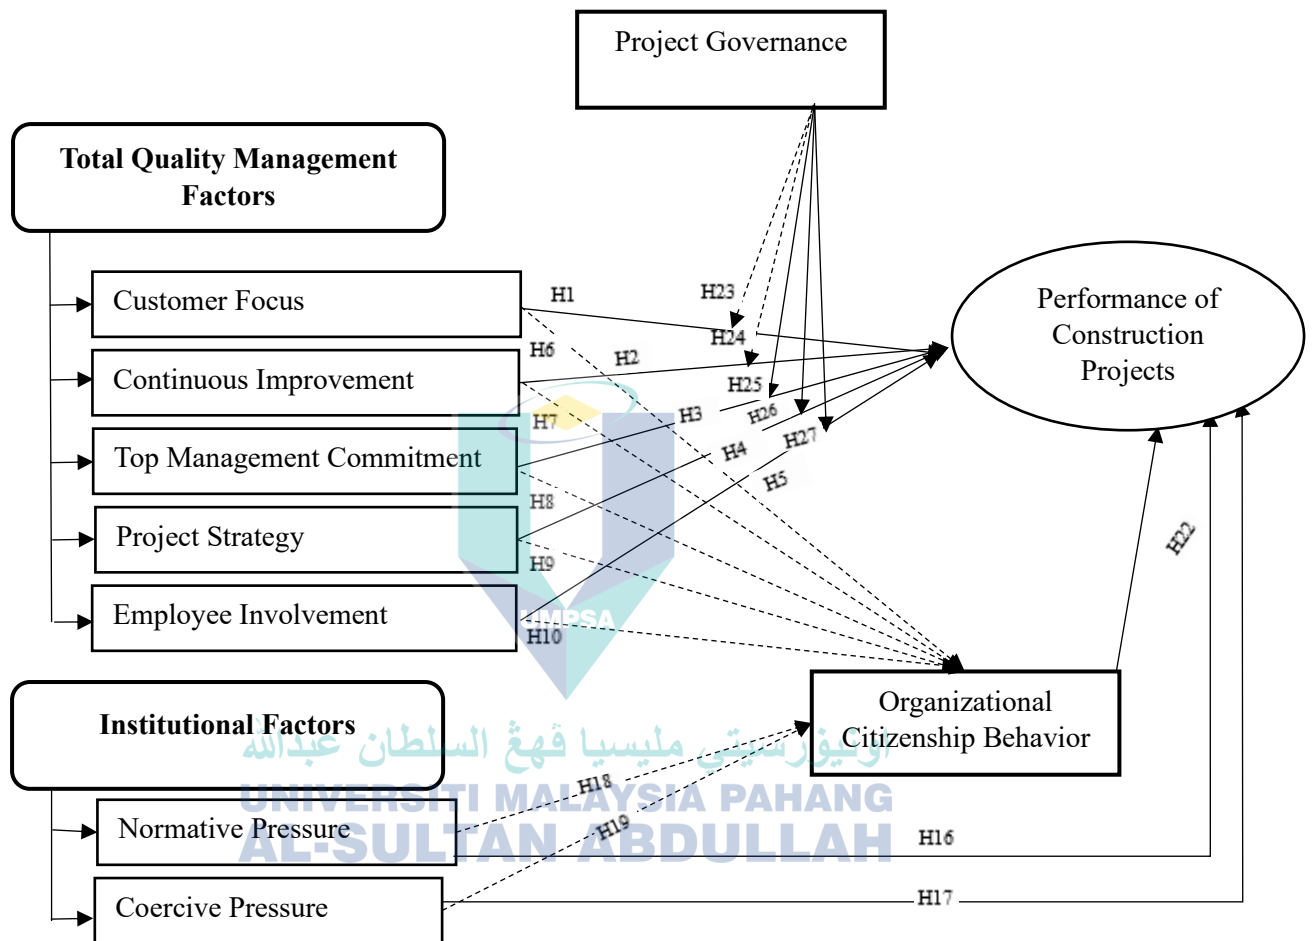 Project Governance
Total Quality Management
Factors
Customer Focus
Continuous Improvement
Top Management Commitment
Project Strategy
Employee Involvement
H1
H6
H2
H7
H3
H8
H4
H9
H5
H10
H23
H24
H25
H26
H27
Performance of
Construction
Projects
UMPSA
H22
Institutional Factors
Organizational
Citizenship Behavior
اونيۏرسيتي مليسيا ڤهڠ السلطان عبدالله
UNIVERSITI MALAYSIA PAHANG
AL-SULTAN ABDULLAH
Normative Pressure
Coercive Pressure
H18
H19
H16
H17